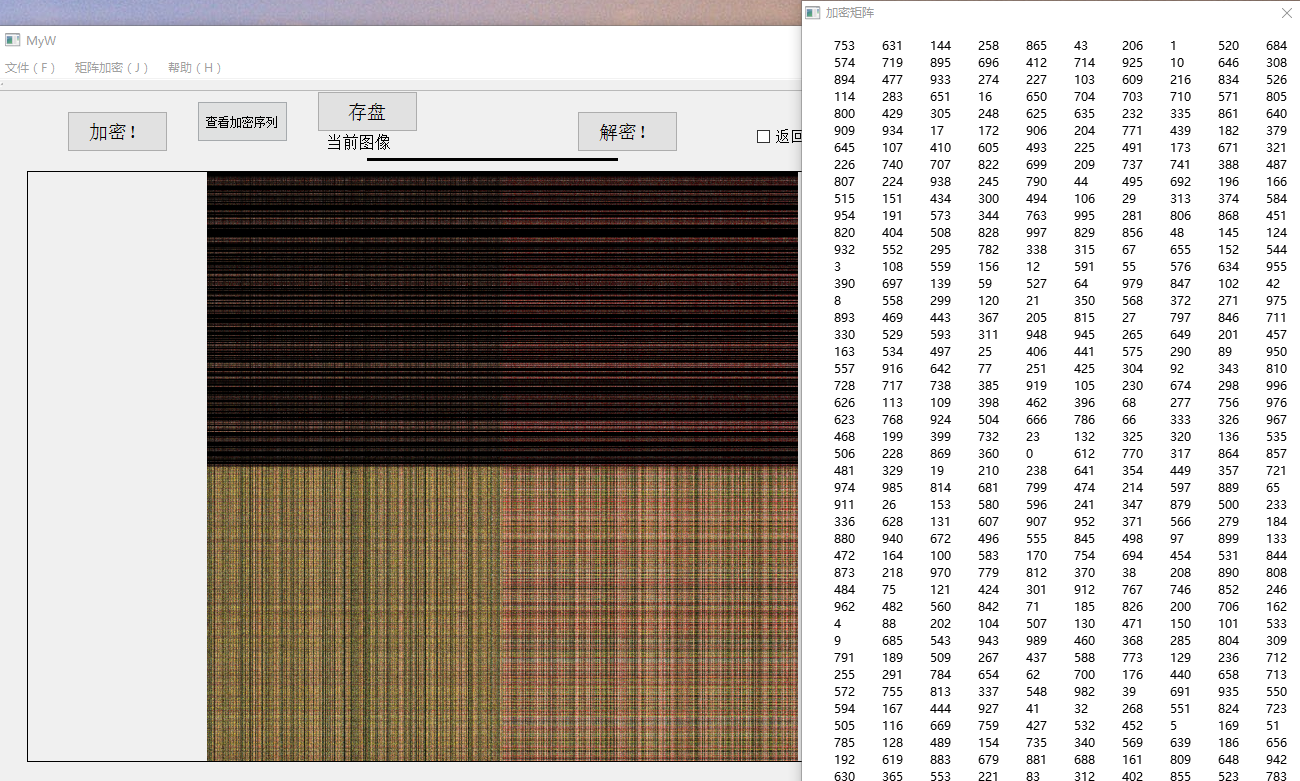 MyW
文件（F） 矩阵加密（J） 帮助（H）
加密！
查看加密序列
存盘
当前图像
解密！
返回
加密矩阵
753 631 144 258 865 43 206 1 520 684
574 719 895 696 412 714 925 10 646 308
894 477 933 274 227 103 609 216 834 526
114 283 651 16 650 704 703 710 571 805
800 429 305 248 625 635 232 335 861 640
909 934 17 172 906 204 771 439 182 379
645 107 410 605 493 225 491 173 671 321
226 740 707 822 699 209 737 741 388 487
807 224 938 245 790 44 495 692 196 166
515 151 434 300 494 106 29 313 374 584
954 191 573 344 763 995 281 806 868 451
820 404 508 828 997 829 856 48 145 124
932 552 295 782 338 315 67 655 152 544
3 108 559 156 12 591 55 576 634 955
390 697 139 59 527 64 979 847 102 42
8 558 299 120 21 350 568 372 271 975
893 469 443 367 205 815 27 797 846 711
330 529 593 311 948 945 265 649 201 457
163 534 497 25 406 441 575 290 89 950
557 916 642 77 251 425 304 92 343 810
728 717 738 385 919 105 230 674 298 996
626 113 109 398 462 396 68 277 756 976
623 768 924 504 666 786 66 333 326 967
468 199 399 732 23 132 325 320 136 535
506 228 869 360 0 612 770 317 864 857
481 329 19 210 238 641 354 449 357 721
974 985 814 681 799 474 214 597 889 65
911 26 153 580 596 241 347 879 500 233
336 628 131 607 907 952 371 566 279 184
880 940 672 496 555 845 498 97 899 133
472 164 100 583 170 754 694 454 531 844
873 218 970 779 812 370 38 208 890 808
484 75 121 424 301 912 767 746 852 246
962 482 560 842 71 185 826 200 706 162
4 88 202 104 507 130 471 150 101 533
9 685 543 943 989 460 368 285 804 309
791 189 509 267 437 588 773 129 236 712
255 291 784 654 62 700 176 440 658 713
572 755 813 337 548 982 39 691 935 550
594 167 444 927 41 32 268 551 824 723
505 116 669 759 427 532 452 5 169 51
785 128 489 154 735 340 569 639 186 656
192 619 883 679 881 688 161 809 648 942
630 365 553 221 83 312 402 855 523 783